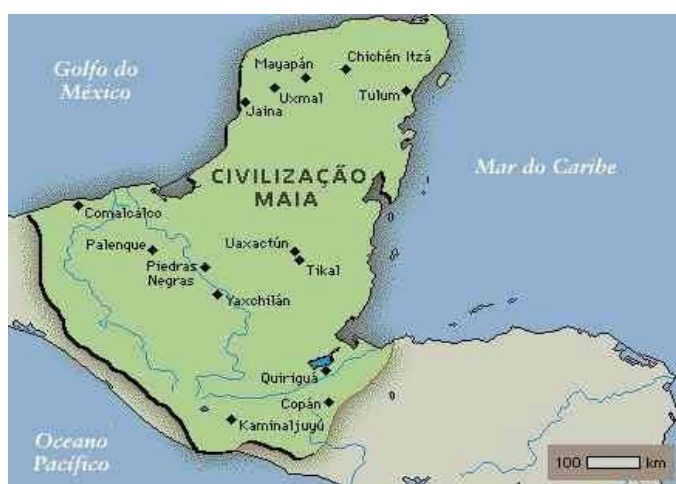 Golfo do
México
Mayapán
Chichén Itzá
Uxmal
Jaina
Tulum
Mar do Caribe
CIVILIZAÇÃO
MAIA
Comalcálco
Palenque
Piedras
Negras
Uaxactún
Tikal
Yaxchilán
Quiriguá
Copán
Kaminaljuyú
Oceano
Pacífico
100 km